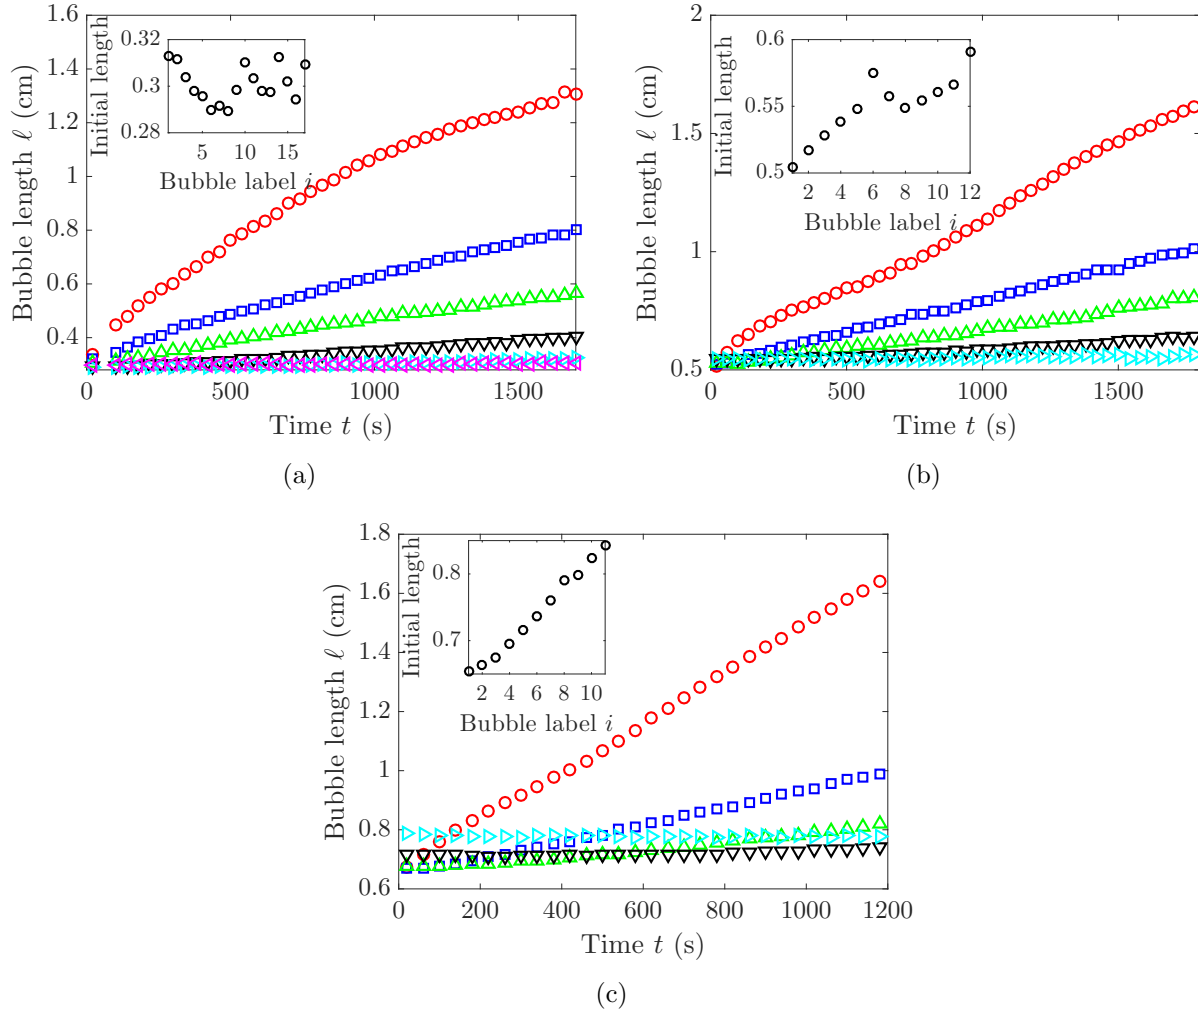 1.6
1.4
1.2
1
0.8
0.6
0.4
Bubble length ℓ (cm)
0.32
0.3
0.28
Initial length
5 10 15
Bubble label i
0 500 1000 1500
Time t (s)
(a)
2
1.5
1
0.5
Bubble length ℓ (cm)
0.6
0.55
0.5
Initial length
2 4 6 8 10 12
Bubble label i
0 500 1000 1500
Time t (s)
(b)
1.8
1.6
1.4
1.2
1
0.8
0.6
Bubble length ℓ (cm)
0.8
0.7
Initial length
2 4 6 8 10
Bubble label i
0 200 400 600 800 1000 1200
Time t (s)
(c)